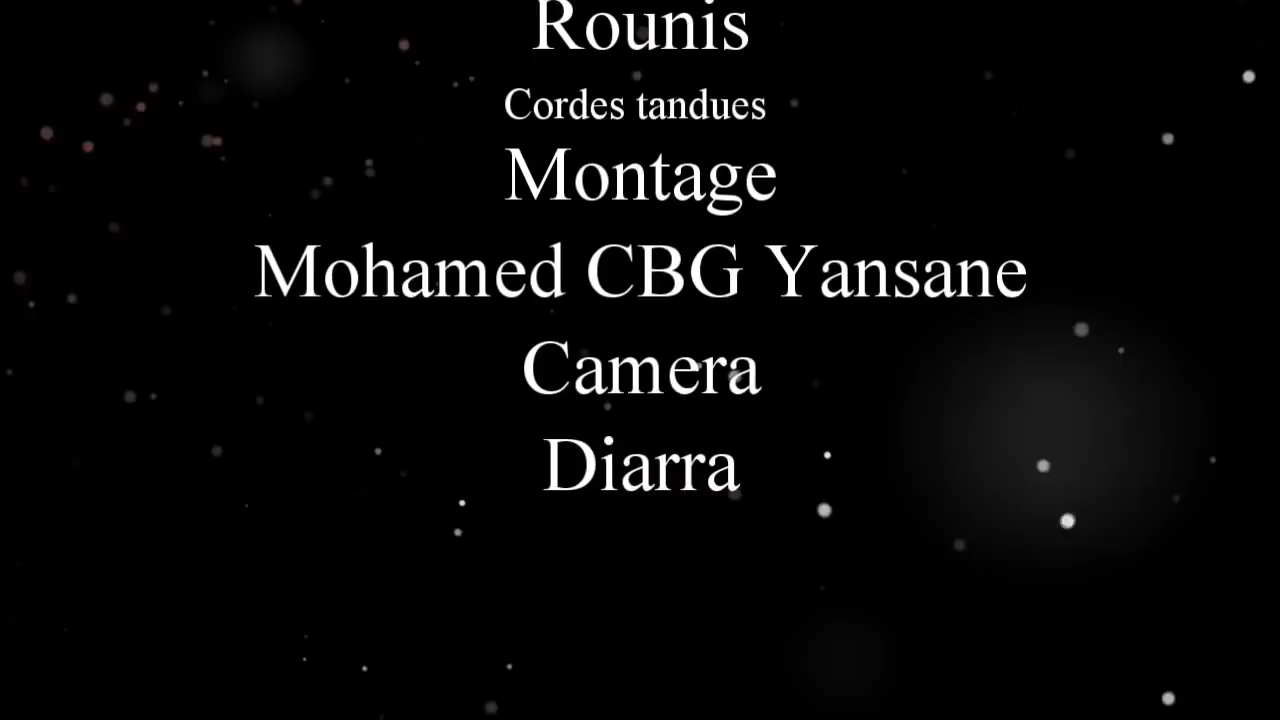 Rounis
Cordes tandues
Montage
Mohamed CBG Yansane
Camera
Diarra